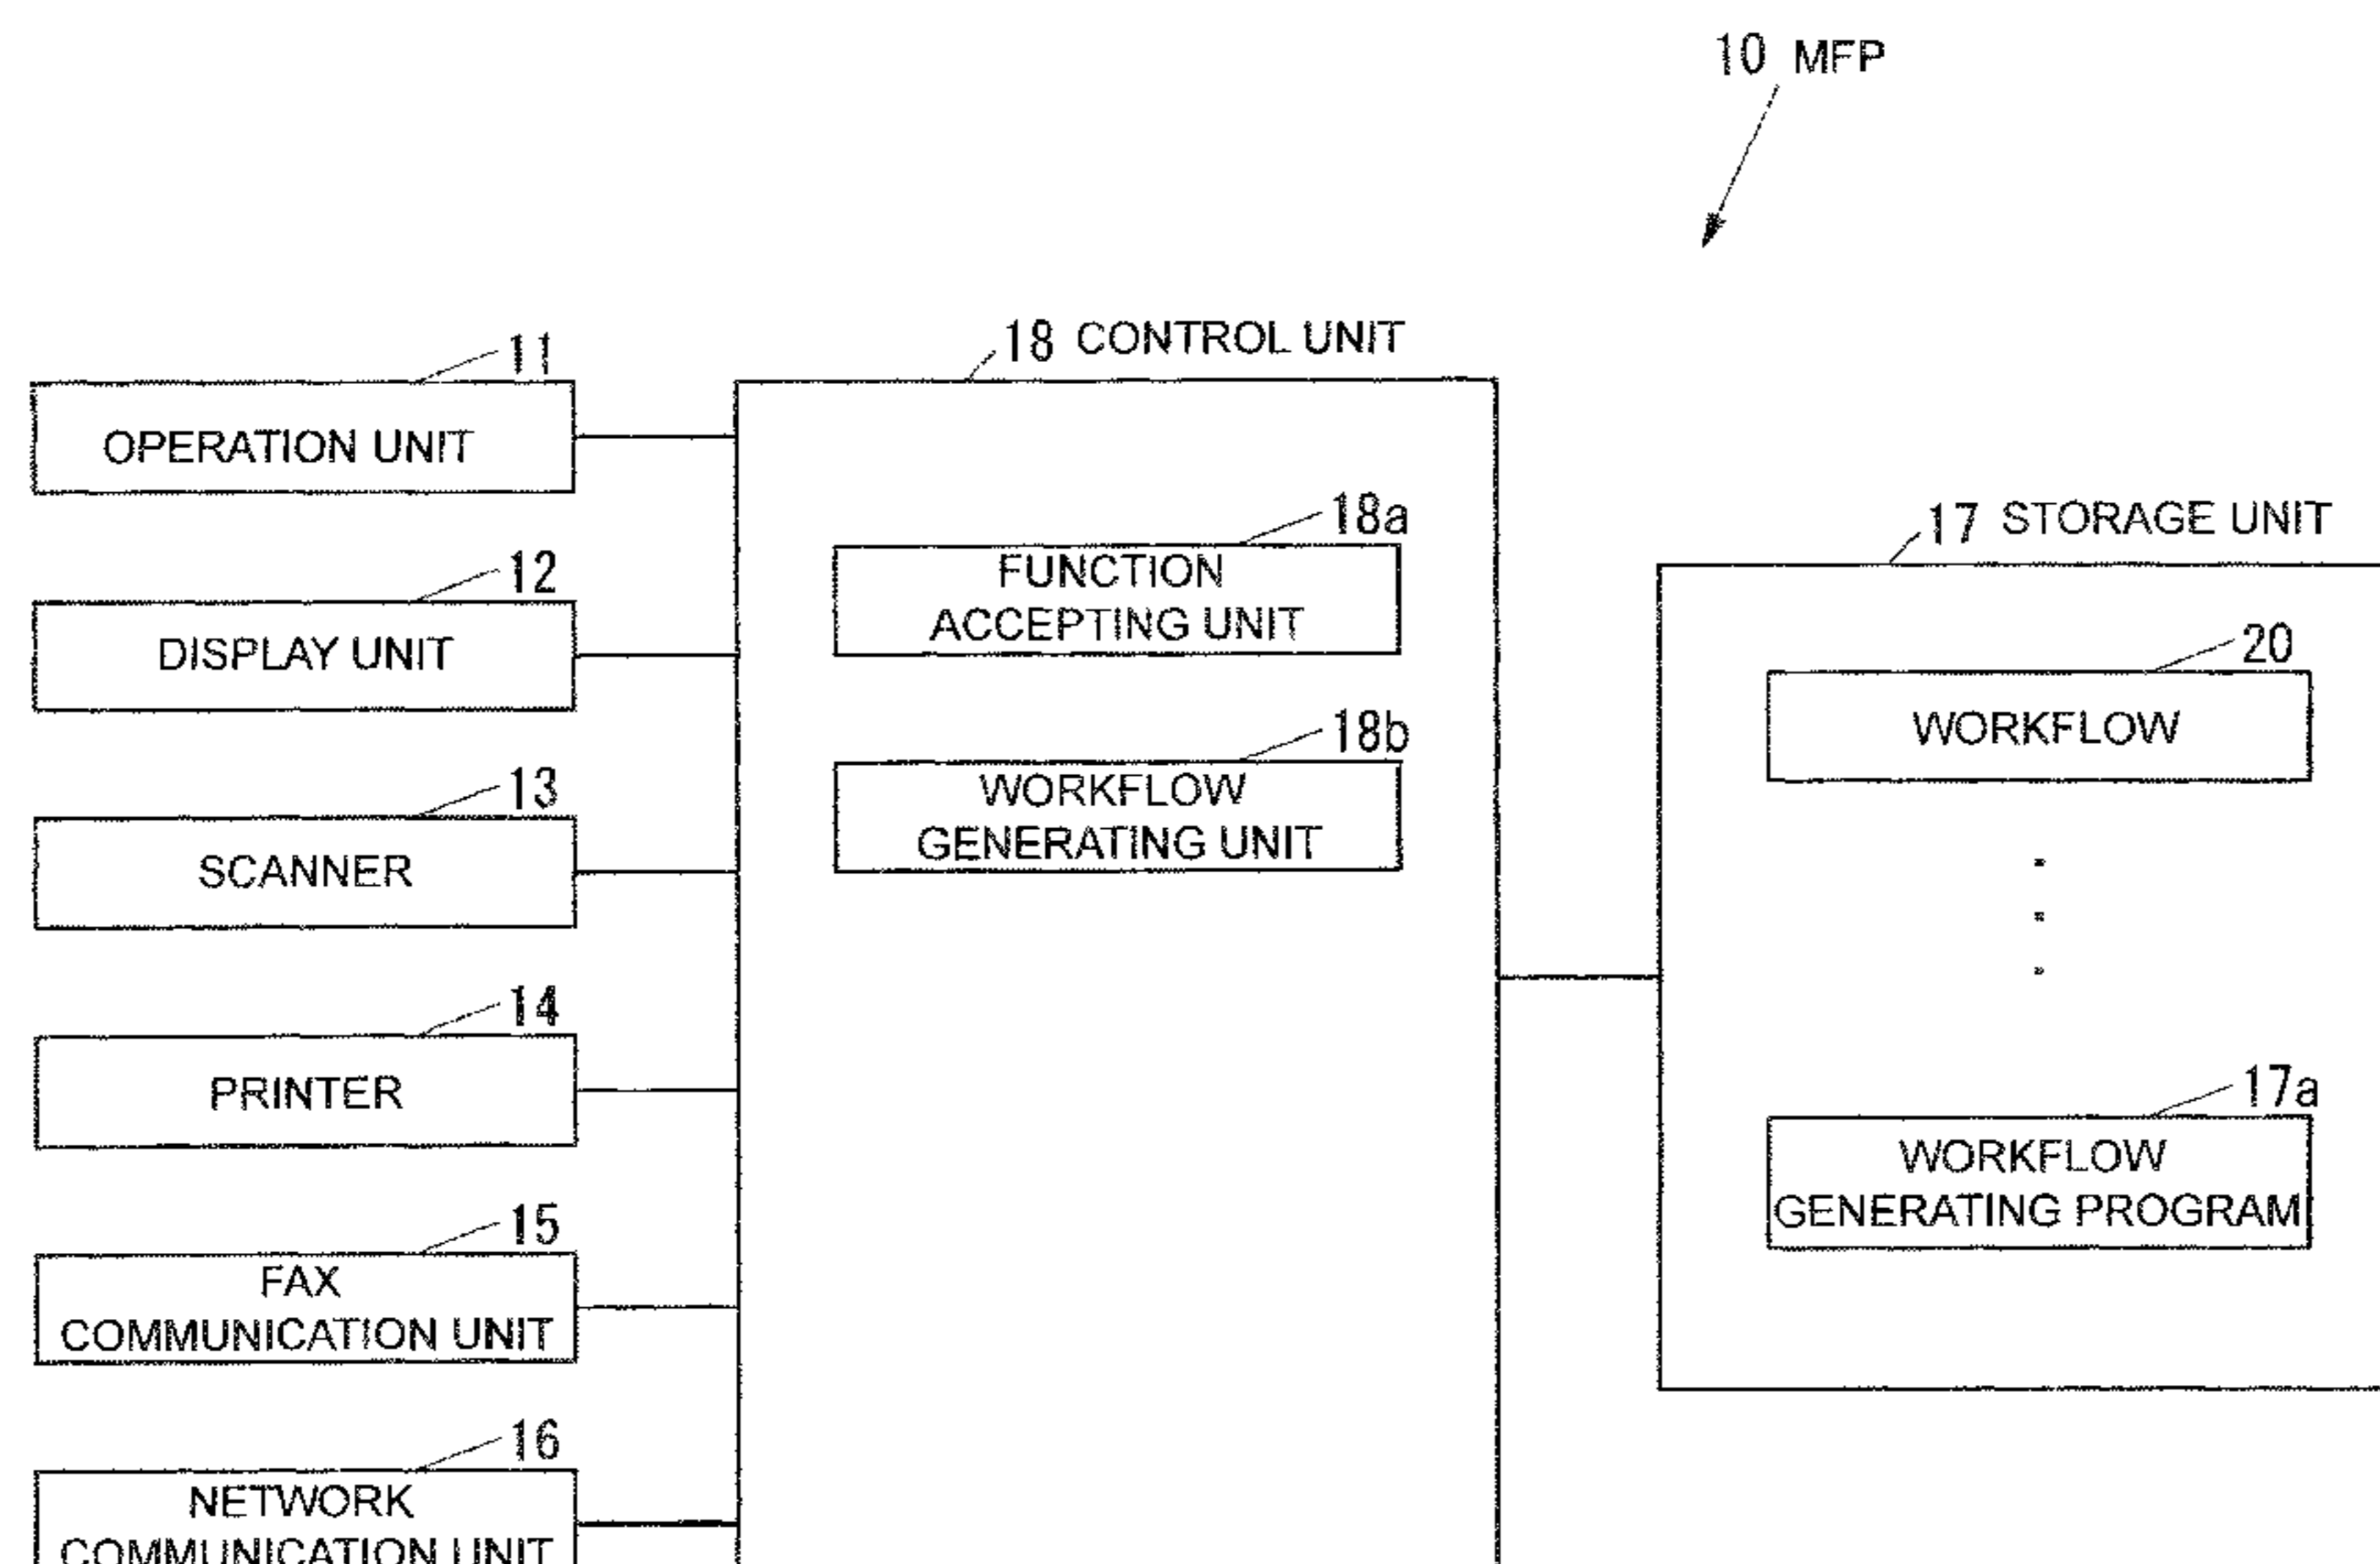 10 MFP
11
OPERATION UNIT
12
DISPLAY UNIT
13
SCANNER
14
PRINTER
15
FAX
COMMUNICATION UNIT
16
NETWORK
COMMUNICATION UNIT
18 CONTROL UNIT
18a
FUNCTION
ACCEPTING UNIT
18b
WORKFLOW
GENERATING UNIT
17 STORAGE UNIT
20
WORKFLOW
17a
WORKFLOW
GENERATING PROGRAM